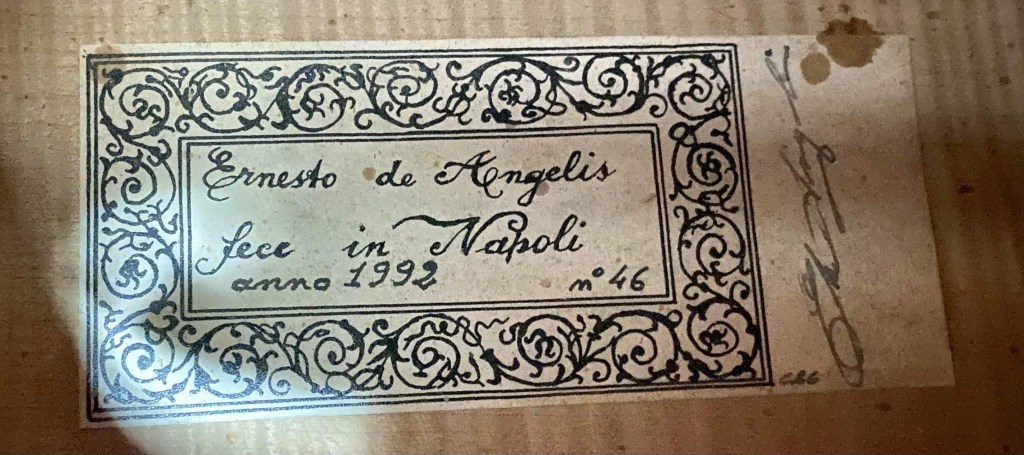 Ernesto de Angelis
fece in Napoli
anno 1992 n° 46